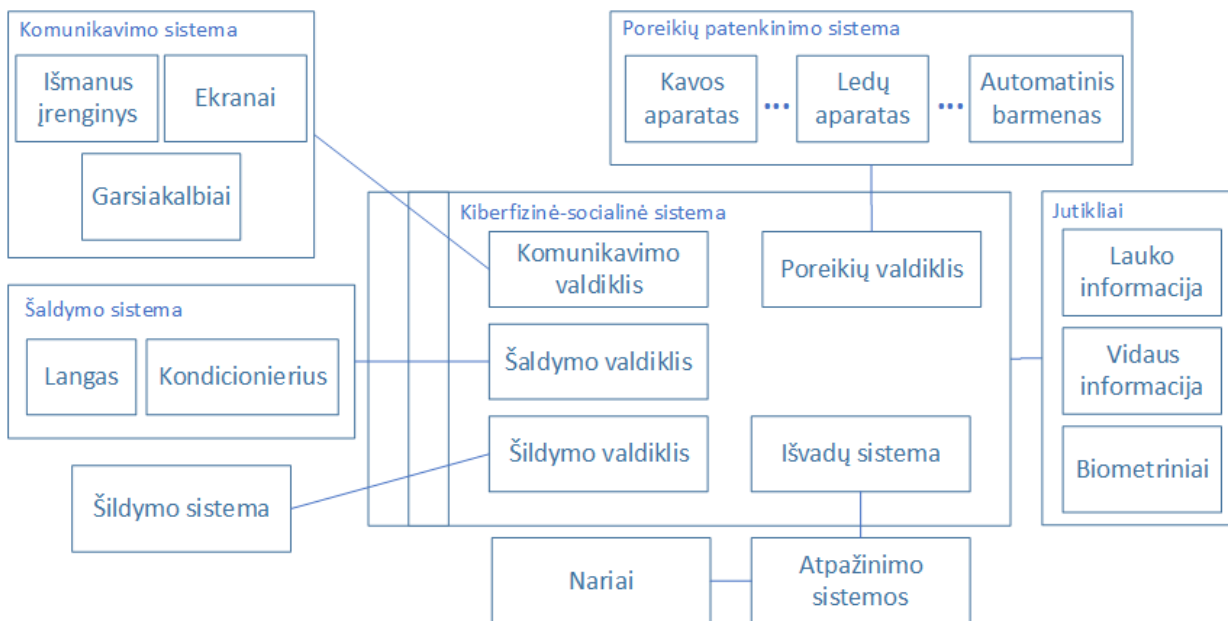 Komunikavimo sistema
Išmanus
įrenginys
Ekranai
Garsiakalbiai
Poreikių patenkinimo sistema
Kavos
aparatas
...
Ledų
aparatas
...
Automatinis
barmenas
Kiberfizinė-socialinė sistema
Komunikavimo
valdiklis
Poreikių valdiklis
Šaldymo valdiklis
Šildymo valdiklis
Išvadų sistema
Jutikliai
Lauko
informacija
Vidaus
informacija
Biometriniai
Šaldymo sistema
Langas
Kondicionierius
Šildymo sistema
Nariai
Atpažinimo
sistemos